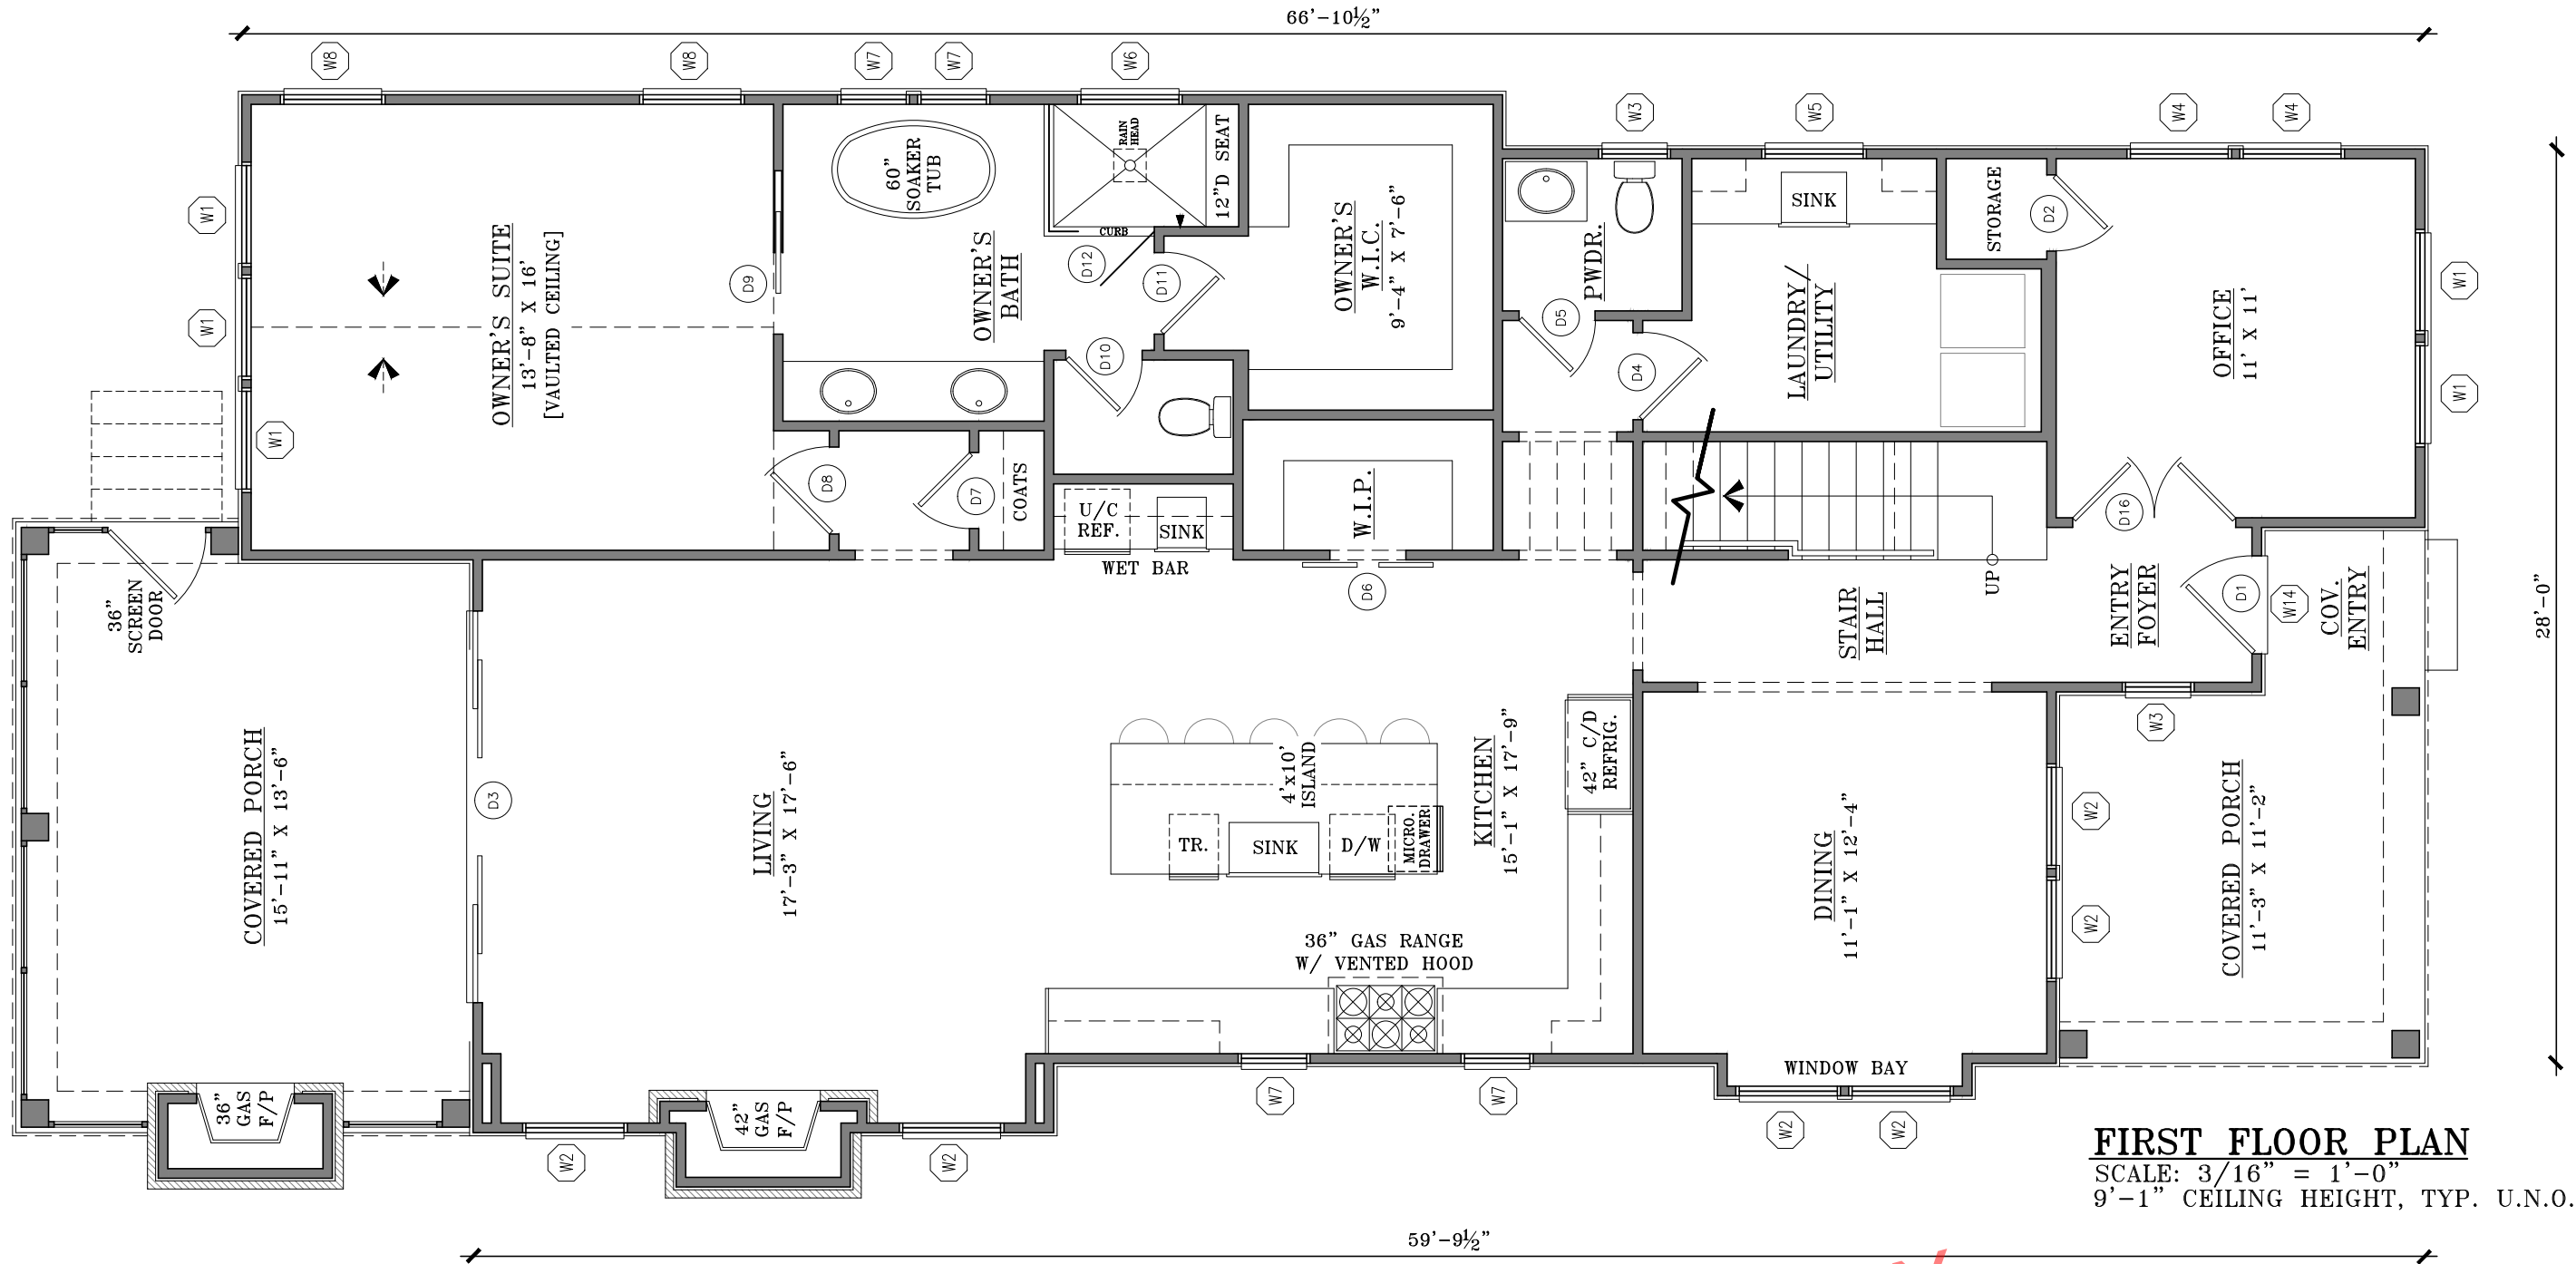 66'-10½"
W8
W8
W7
W7
W6
W3
W5
W4
W4
W1
W1
W1
OWNER'S SUITE
13'-8" X 16'
[VAULTED CEILING]
D9
60"
SOAKER
TUB
OWNER'S
BATH
RAIN
HEAD
12"D SEAT
CURB
D12
D11
D10
OWNER'S
W.I.C.
9'-4" X 7'-6"
PWDR.
D5
D4
SINK
LAUNDRY/
UTILITY
STORAGE
D2
OFFICE
11' X 11'
W1
W1
28'-0"
D8
D7
COATS
U/C
REF.
SINK
WET BAR
W.I.P.
D6
UP
D16
STAIR
HALL
ENTRY
FOYER
D1
W14
COV.
ENTRY
W3
36"
SCREEN
DOOR
COVERED PORCH
15'-11" X 13'-6"
D3
LIVING
17'-3" X 17'-6"
4'x10'
ISLAND
TR.
SINK
D/W
MICRO.
DRAWER
KITCHEN
15'-1" X 17'-9"
42" C/D
REFRIG.
36" GAS RANGE
W/ VENTED HOOD
DINING
11'-1" X 12'-4"
W2
W2
COVERED PORCH
11'-3" X 11'-2"
WINDOW BAY
36"
GAS
F/P
42"
GAS
F/P
W2
W2
W7
W7
W2
W2
FIRST FLOOR PLAN
SCALE: 3/16" = 1'-0"
9'-1" CEILING HEIGHT, TYP. U.N.O.
59'-9½"